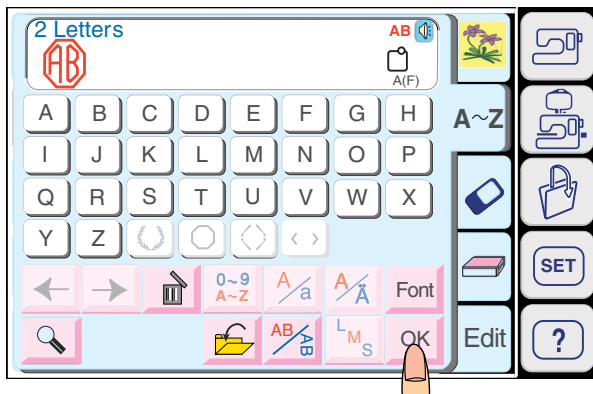 2 Letters AB
AB
A(F)
A B C D E F G H
A~Z
I J K L M N O P
Q R S T U V W X
Y Z
SET
0~9
A~Z
A/a
A/Ä
Font
AB/AB
L M S
OK
Edit
?